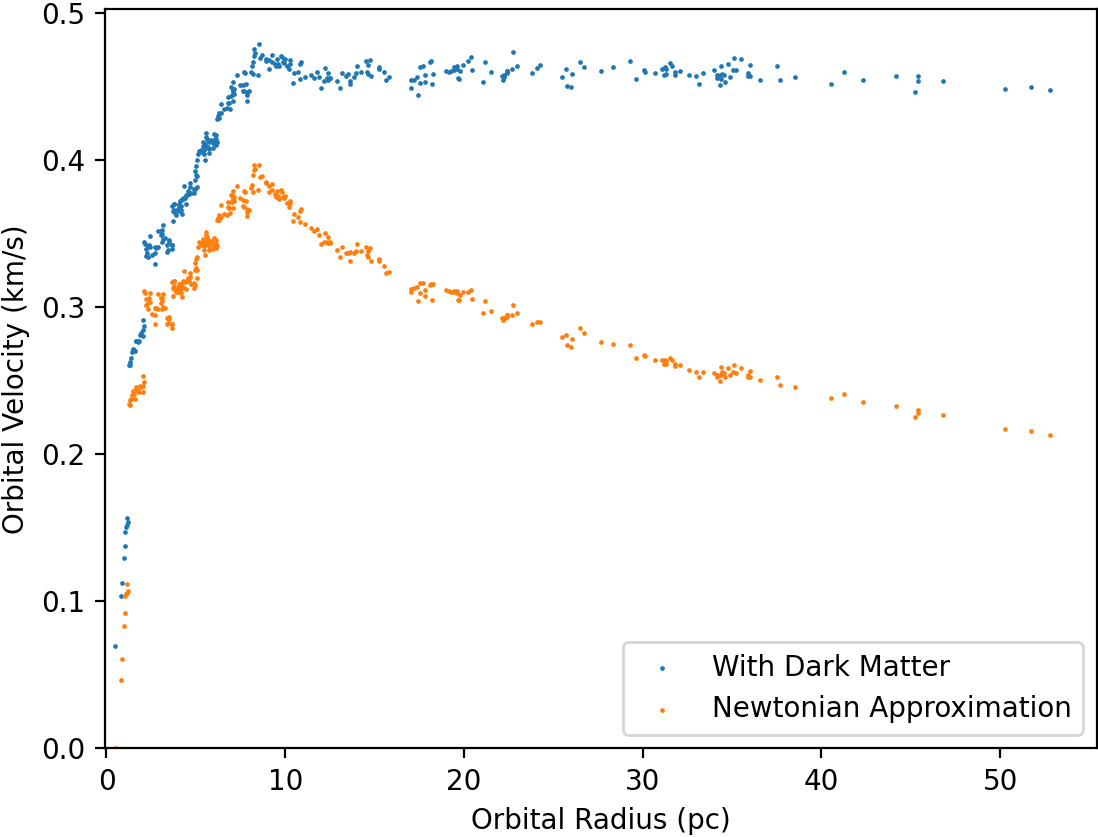 0.5
0.4
0.3
0.2
0.1
0.0
Orbital Velocity (km/s)
With Dark Matter
Newtonian Approximation
0 10 20 30 40 50
Orbital Radius (pc)